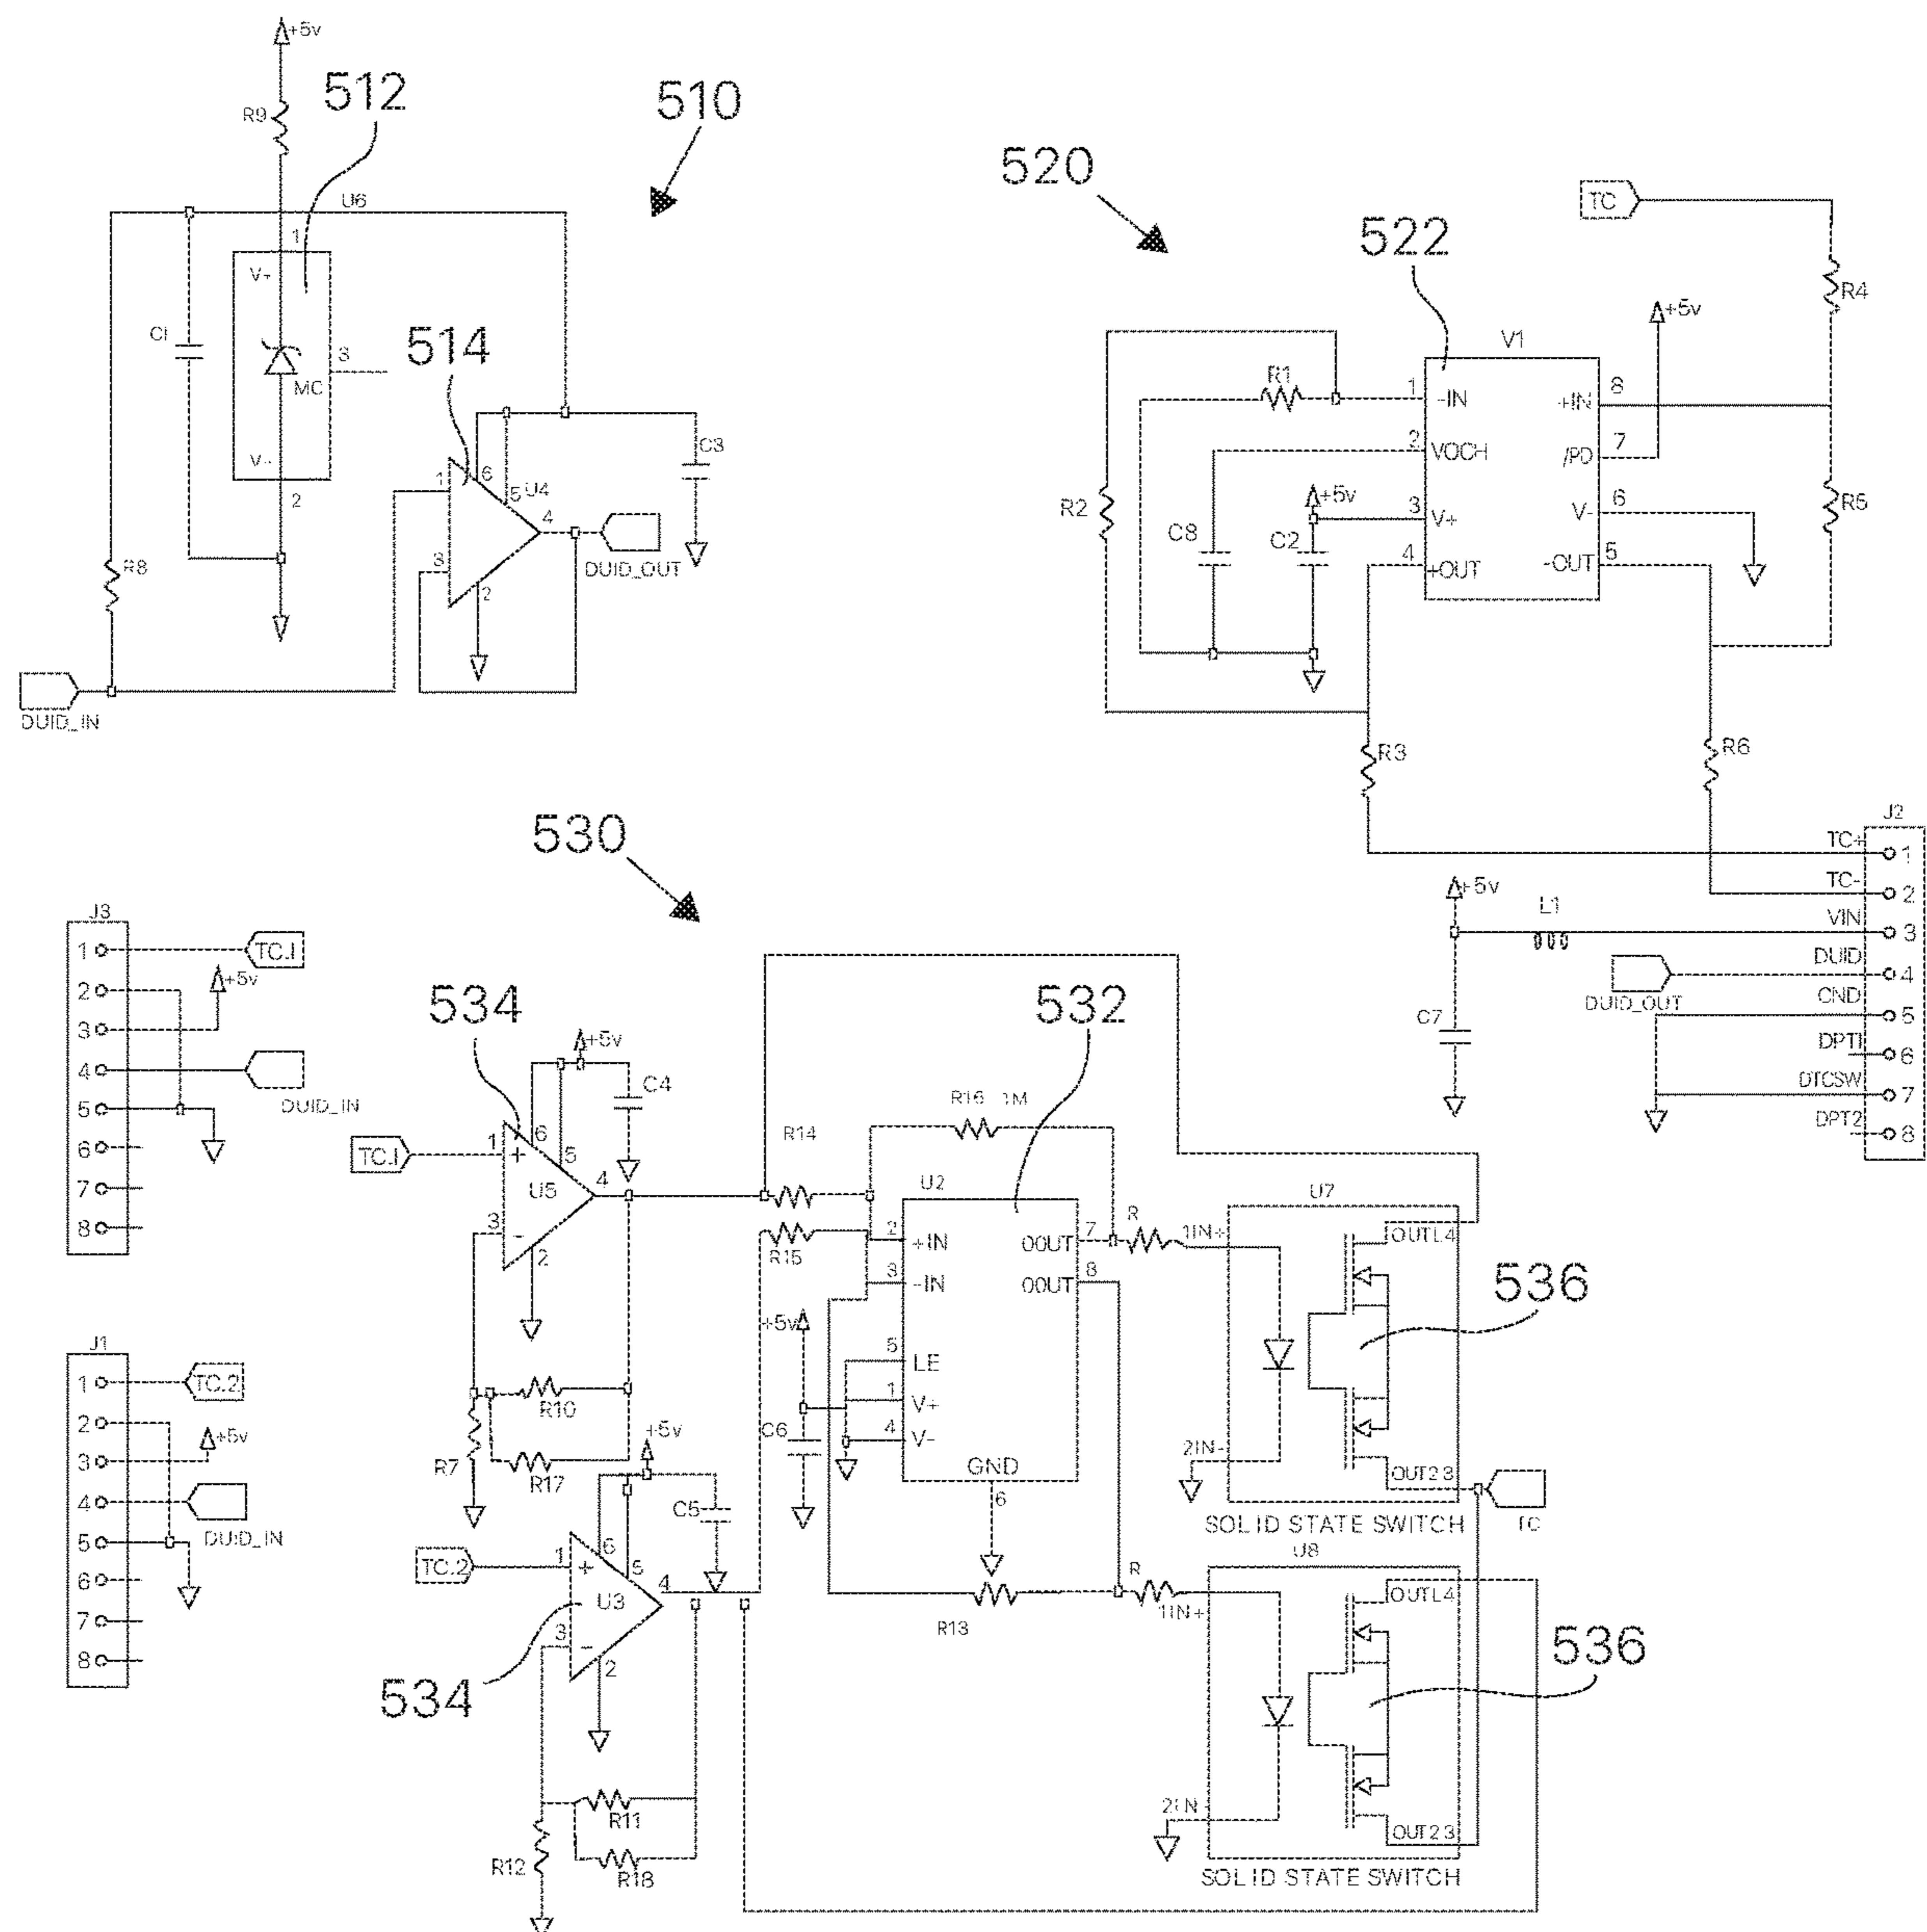 +5v
R9
512
510
U6
1
V+
C1
3
MC
V-
2
514
6
5
U4
1
C3
4
3
DUID_OUT
2
R8
DUID_IN
520
TC
522
R4
+5v
V1
R1
1
-IN
8
+IN
2
VOCH
7
/PD
R2
+5v
3
V+
6
V-
R5
C8
C2
4
+OUT
5
-OUT
R3
R6
J2
TC+
1
TC-
2
+5v
L1
VIN
3
DUID
4
DUID_OUT
GND
5
C7
DPT1
6
DTCSW
7
DPT2
8
530
J3
1
TC.1
2
+5v
3
4
DUID_IN
5
6
7
8
534
+5v
C4
6
5
TC.1
1
+
U5
4
3
-
2
532
R16 1M
R14
U2
R15
2
+IN
7
OOUT
3
-IN
8
OOUT
+5v
5
LE
1
V+
4
V-
C6
GND
6
R
1IN+
U7
OUTL4
536
2IN-
OUT23
TC
SOLID STATE SWITCH
J1
1
TC.2
2
+5v
3
4
DUID_IN
5
6
7
8
R10
R7
R17
+5v
C5
6
5
TC.2
1
+
U3
4
3
-
2
534
R13
R
1IN+
U8
OUTL4
536
2IN
OUT23
SOLID STATE SWITCH
R11
R12
R18